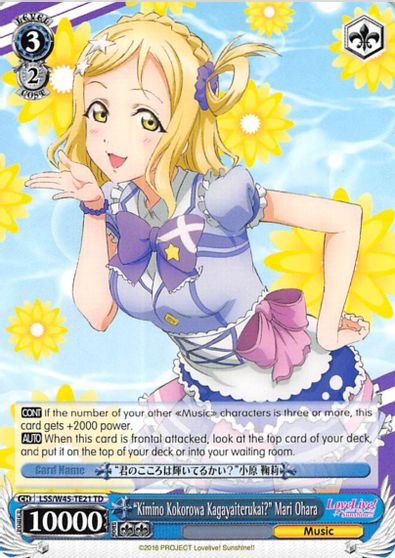 LEVEL
3
2
COST
CONT If the number of your other «Music» characters is three or more, this
card gets +2000 power.
AUTO When this card is frontal attacked, look at the top card of your deck,
and put it on the top of your deck or into your waiting room.
Card Name
“君のこころは輝いてるかい？”小原 鞠莉
CH LSS/W45-TE21 TD
“Kimino Kokorowa Kagayaiterukai?” Mari Ohara
LoveLive!
Sunshine!!
POWER
10000
SOUL
Music
©2016 PROJECT Lovelive! Sunshine!!